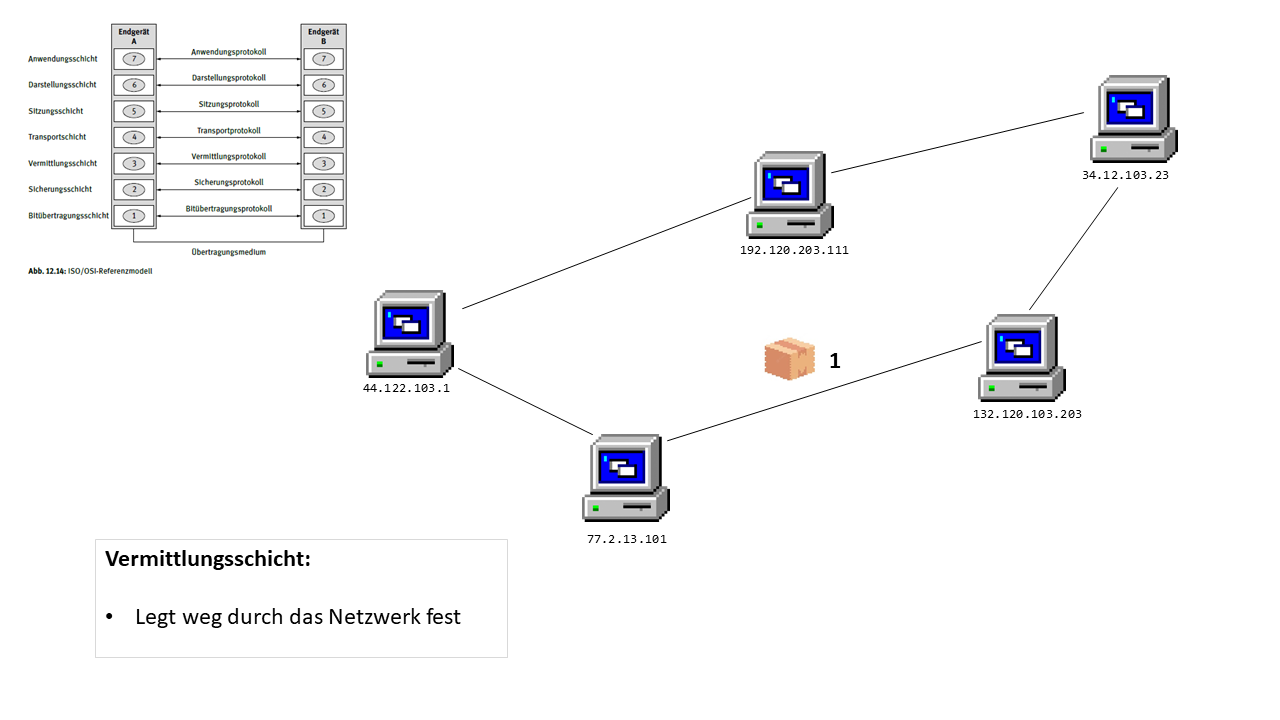 Endgerät
A
Endgerät
B
Anwendungsschicht
7
Anwendungsprotokoll
7
Darstellungsschicht
6
Darstellungsprotokoll
6
Sitzungsschicht
5
Sitzungsprotokoll
5
Transportschicht
4
Transportprotokoll
4
Vermittlungsschicht
3
Vermittlungsprotokoll
3
Sicherungsschicht
2
Sicherungsprotokoll
2
Bitübertragungsschicht
1
Bitübertragungsprotokoll
1
Übertragungsmedium
Abb. 12.14: ISO/OSI-Referenzmodell
34.12.103.23
192.120.203.111
1
44.122.103.1
132.120.103.203
77.2.13.101
Vermittlungsschicht:
• Legt weg durch das Netzwerk fest